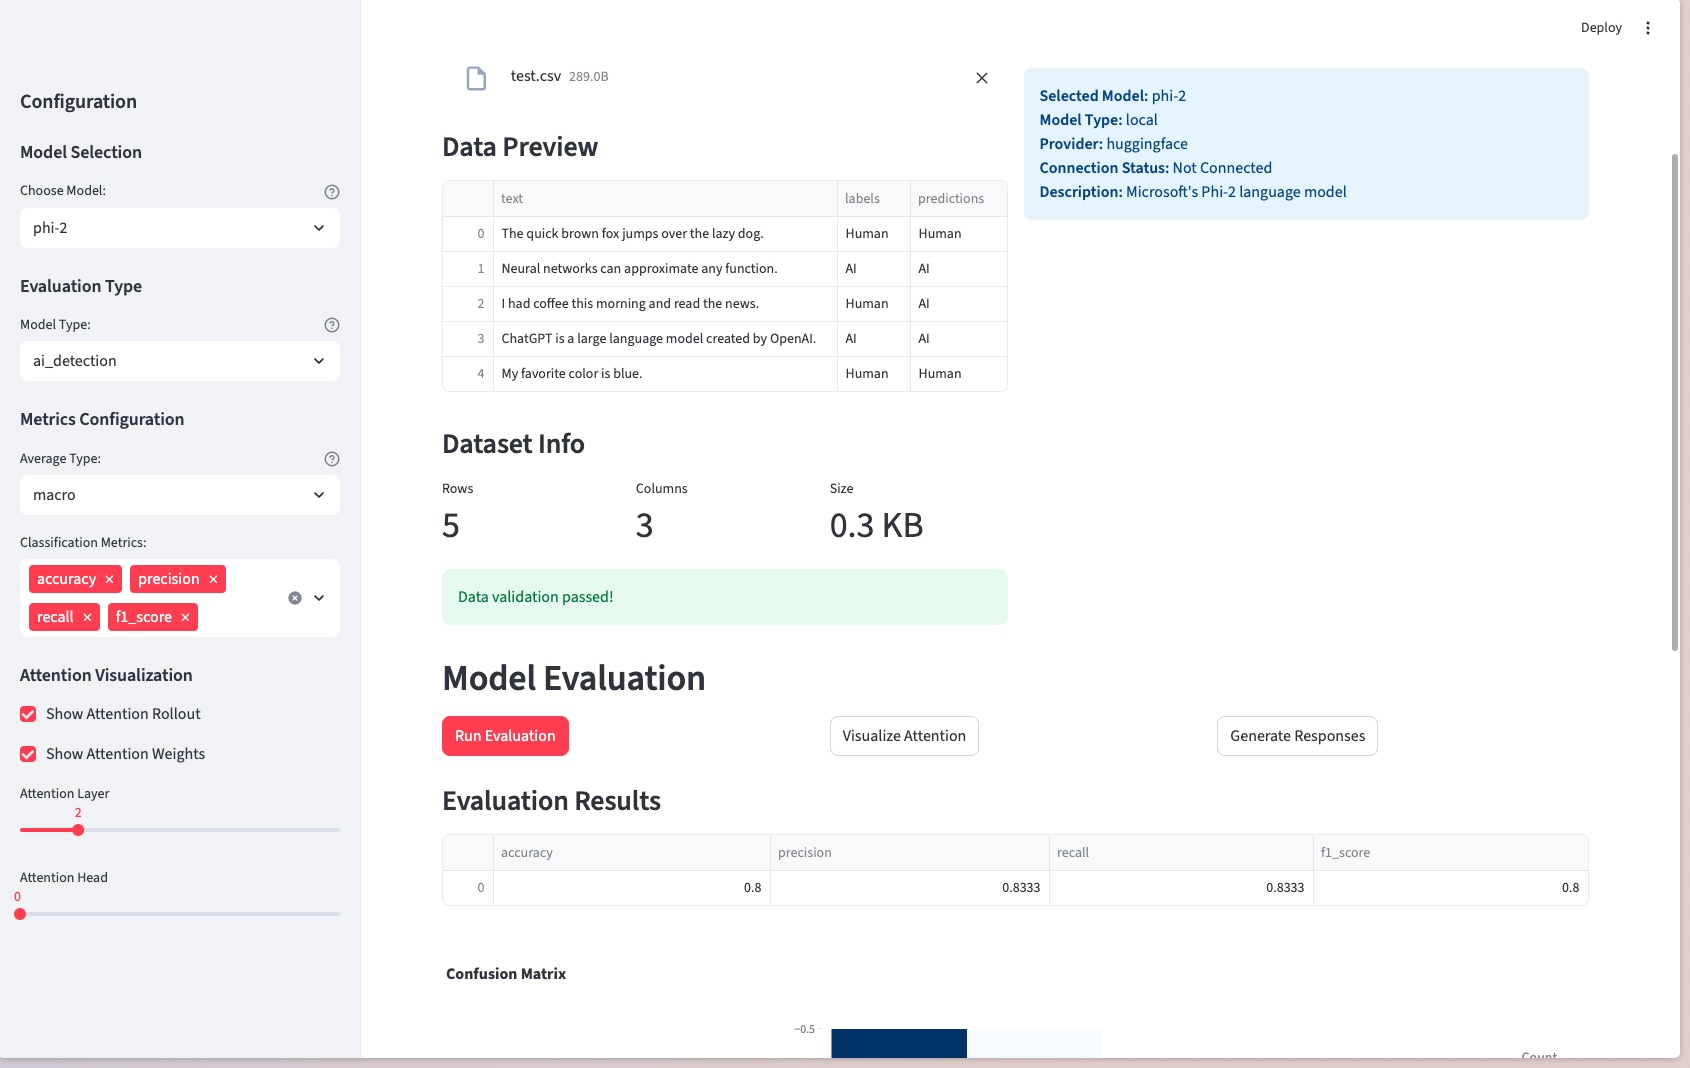 Deploy
Configuration
Model Selection
Choose Model:
phi-2
Evaluation Type
Model Type:
ai_detection
Metrics Configuration
Average Type:
macro
Classification Metrics:
accuracy × precision ×
recall × f1_score ×
Attention Visualization
Show Attention Rollout
Show Attention Weights
Attention Layer
2
Attention Head
0
test.csv 289.0B
Selected Model: phi-2
Model Type: local
Provider: huggingface
Connection Status: Not Connected
Description: Microsoft's Phi-2 language model
Data Preview
text labels predictions
0 The quick brown fox jumps over the lazy dog. Human Human
1 Neural networks can approximate any function. AI AI
2 I had coffee this morning and read the news. Human AI
3 ChatGPT is a large language model created by OpenAI. AI AI
4 My favorite color is blue. Human Human
Dataset Info
Rows Columns Size
5 3 0.3 KB
Data validation passed!
Model Evaluation
Run Evaluation Visualize Attention Generate Responses
Evaluation Results
accuracy precision recall f1_score
0 0.8 0.8333 0.8333 0.8
Confusion Matrix
−0.5
Count